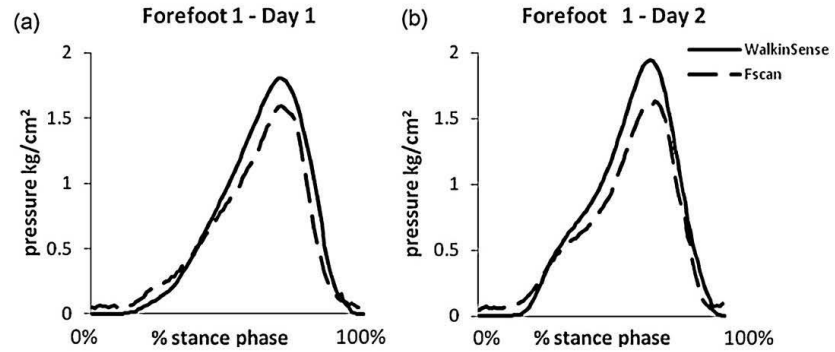 (a)
Forefoot 1 - Day 1
2
1.5
1
0.5
0
pressure kg/cm²
0%
% stance phase
100%
(b)
Forefoot 1 - Day 2
2
1.5
1
0.5
0
pressure kg/cm²
0%
% stance phase
100%
WalkinSense
Fscan